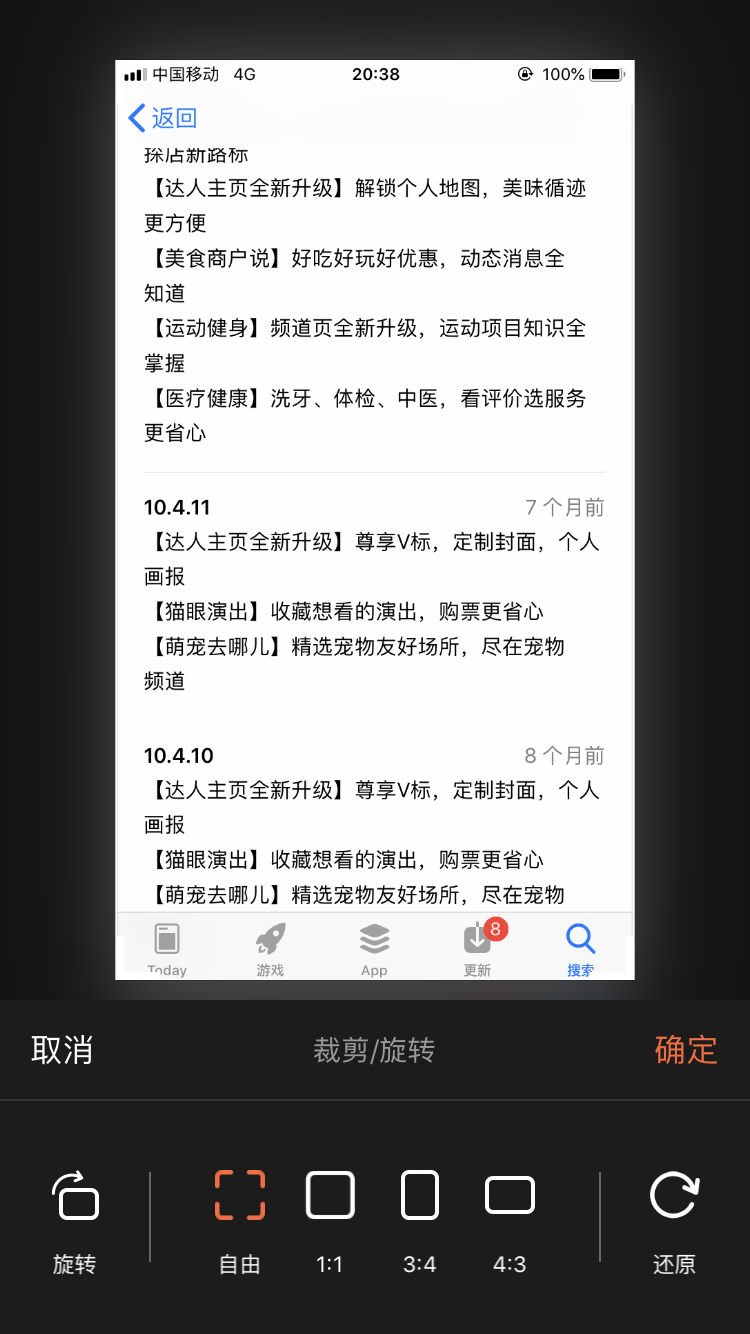 中国移动 4G 20:38 100%
返回
探店新路标
【达人主页全新升级】解锁个人地图，美味循迹
更方便
【美食商户说】好吃好玩好优惠，动态消息全
知道
【运动健身】频道页全新升级，运动项目知识全
掌握
【医疗健康】洗牙、体检、中医，看评价选服务
更省心
10.4.11 7 个月前
【达人主页全新升级】尊享V标，定制封面，个人
画报
【猫眼演出】收藏想看的演出，购票更省心
【萌宠去哪儿】精选宠物友好场所，尽在宠物
频道
10.4.10 8 个月前
【达人主页全新升级】尊享V标，定制封面，个人
画报
【猫眼演出】收藏想看的演出，购票更省心
【萌宠去哪儿】精选宠物友好场所，尽在宠物
8
Today 游戏 App 更新 搜索
取消 裁剪/旋转 确定
旋转 自由 1:1 3:4 4:3 还原